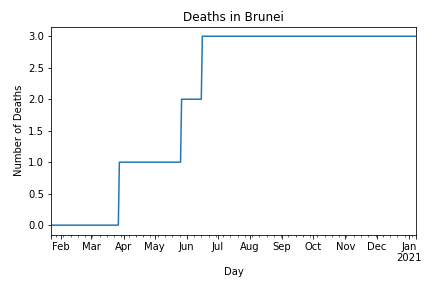 Deaths in Brunei
Number of Deaths
3.0
2.5
2.0
1.5
1.0
0.5
0.0
Feb Mar Apr May Jun Jul Aug Sep Oct Nov Dec Jan
2021
Day